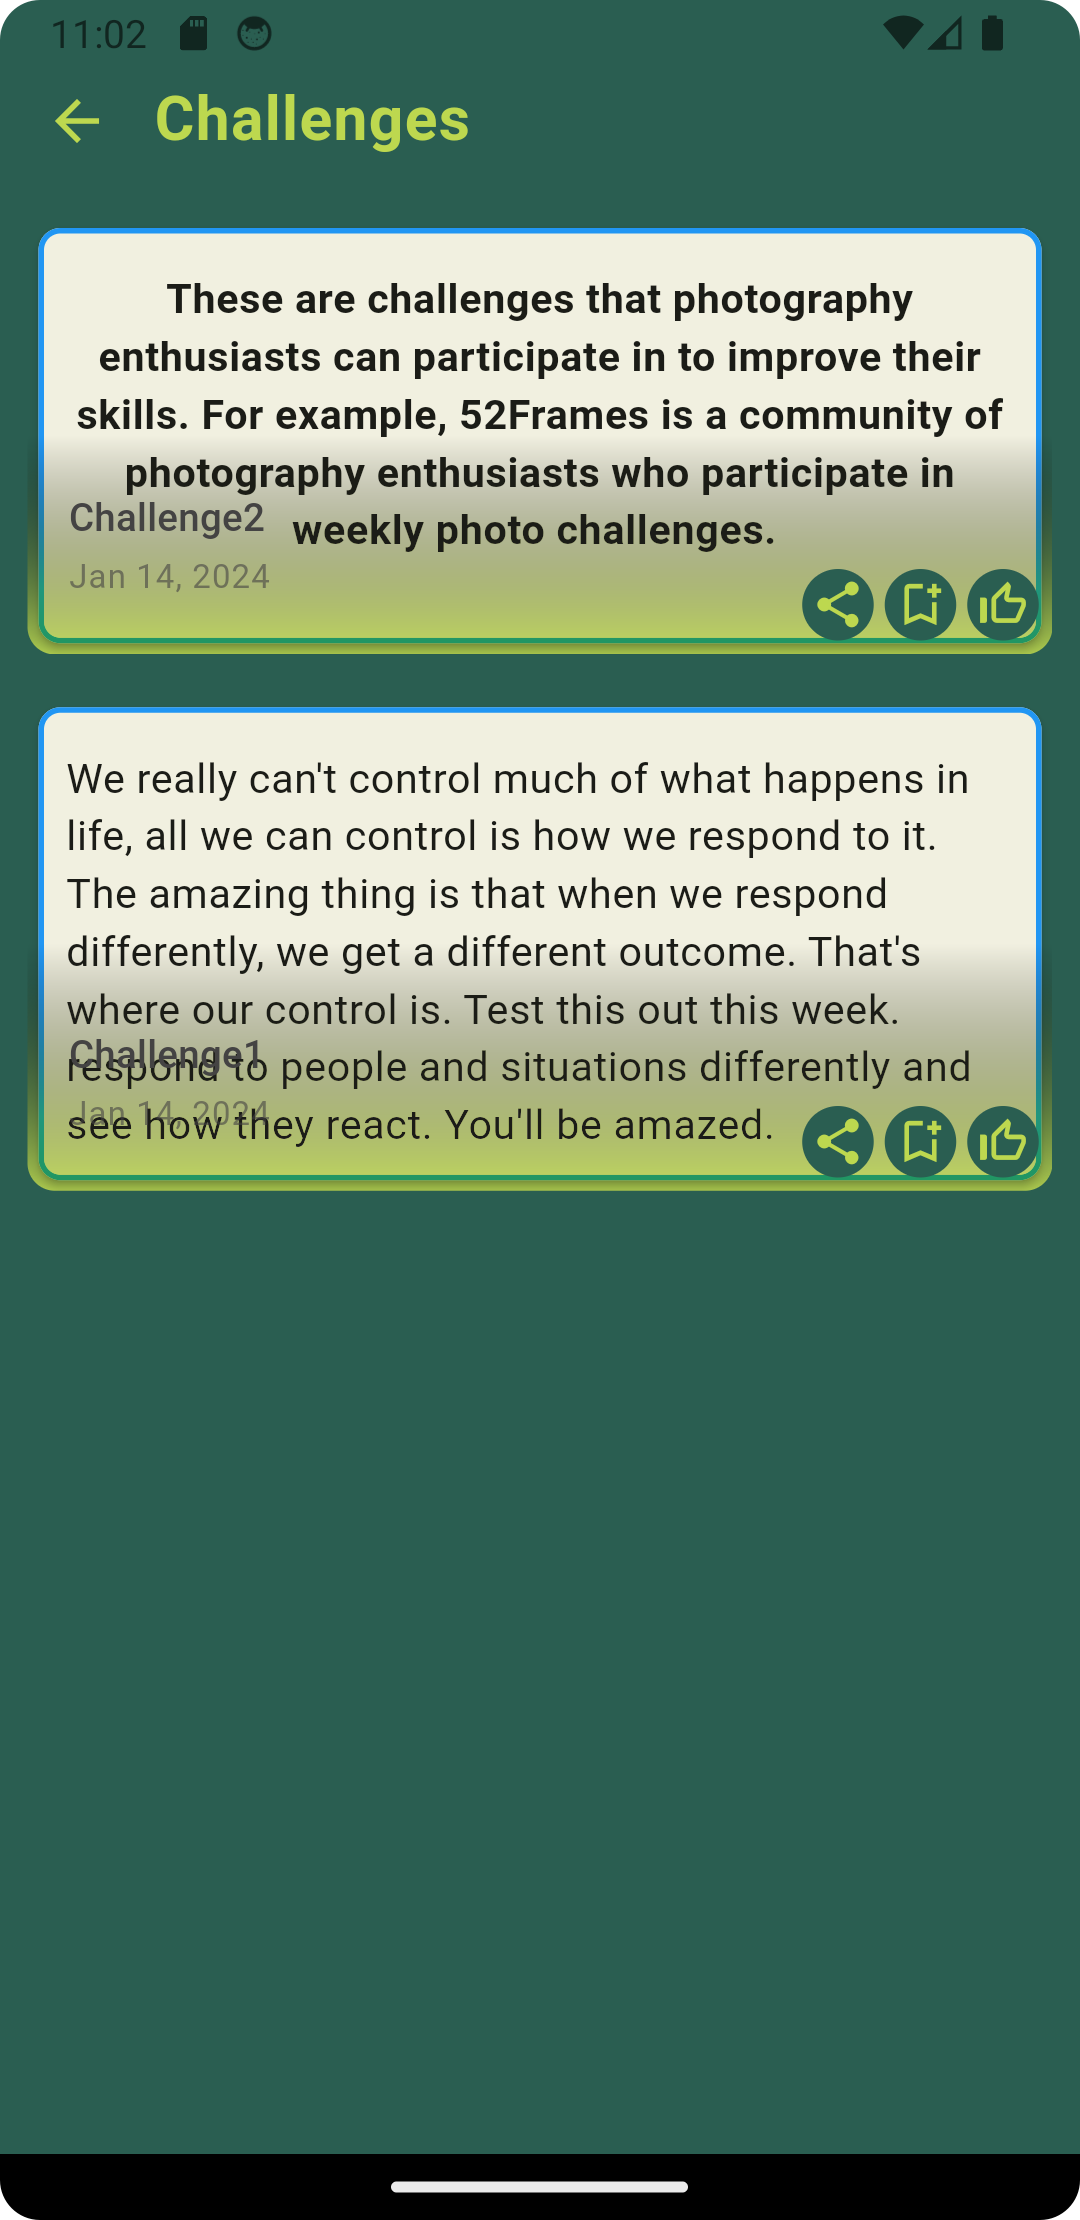 11:02
Challenges
These are challenges that photography
enthusiasts can participate in to improve their
skills. For example, 52Frames is a community of
photography enthusiasts who participate in
weekly photo challenges.
Challenge2
Jan 14, 2024
We really can't control much of what happens in
life, all we can control is how we respond to it.
The amazing thing is that when we respond
differently, we get a different outcome. That's
where our control is. Test this out this week.
respond to people and situations differently and
see how they react. You'll be amazed.
Challenge1
Jan 14, 2024